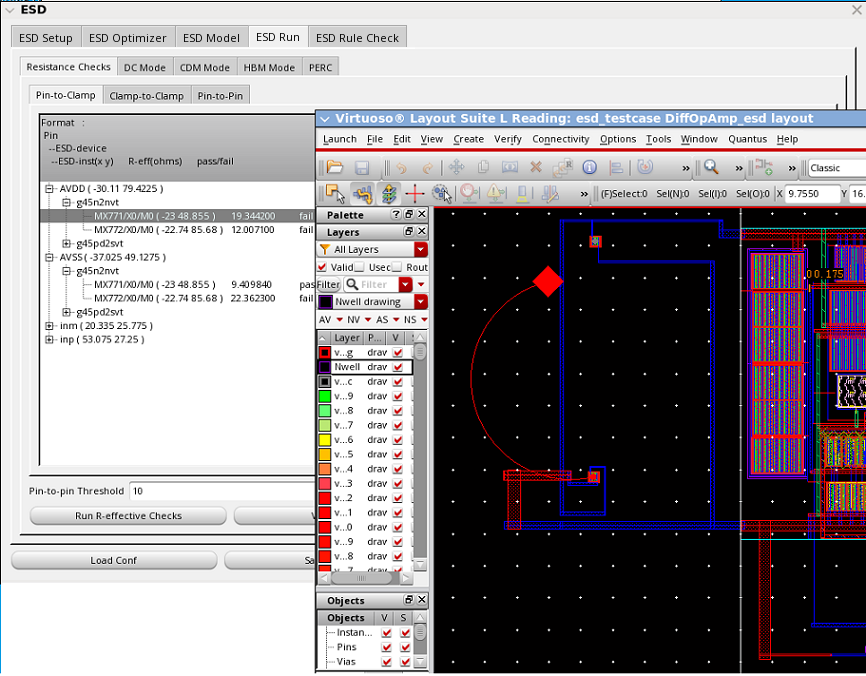 ESD
ESD Setup ESD Optimizer ESD Model ESD Run ESD Rule Check
Resistance Checks DC Mode CDM Mode HBM Mode PERC
Pin-to-Clamp Clamp-to-Clamp Pin-to-Pin
Format :
Pin
--ESD-device
--ESD-inst(x y) R-eff(ohms) pass/fail
AVDD ( -30.11 79.4225 )
g45n2nvt
MX771/X0/M0 ( -23 48.855 ) 19.344200 fail
MX772/X0/M0 ( -22.74 85.68 ) 12.007100 fail
g45pd2svt
AVSS ( -37.025 49.1275 )
g45n2nvt
MX771/X0/M0 ( -23 48.855 ) 9.409840 pas
MX772/X0/M0 ( -22.74 85.68 ) 22.362300 fail
g45pd2svt
inm ( 20.335 25.775 )
inp ( 53.075 27.25 )
Pin-to-pin Threshold 10
Run R-effective Checks
Load Conf Sa
Virtuoso® Layout Suite L Reading: esd_testcase DiffOpAmp_esd layout
Launch File Edit View Create Verify Connectivity Options Tools Window Quantus Help
Classic
(F)Select:0 Sel(N):0 Sel(I):0 Sel(O):0 X 9.7550 Y 16.
Palette
Layers
All Layers
Valid Usec Rout
Filter Filter
Nwell drawing
AV NV AS NS
Layer P... V
v...g drav
Nwell drav
v...c drav
v...9 drav
v...8 drav
v...7 drav
v...6 drav
v...5 drav
v...4 drav
v...3 drav
v...2 drav
v...1 drav
v...0 drav
v...9 drav
v...8 drav
v...7 drav
Objects
Objects V S
Instan...
Pins
Vias
00.175